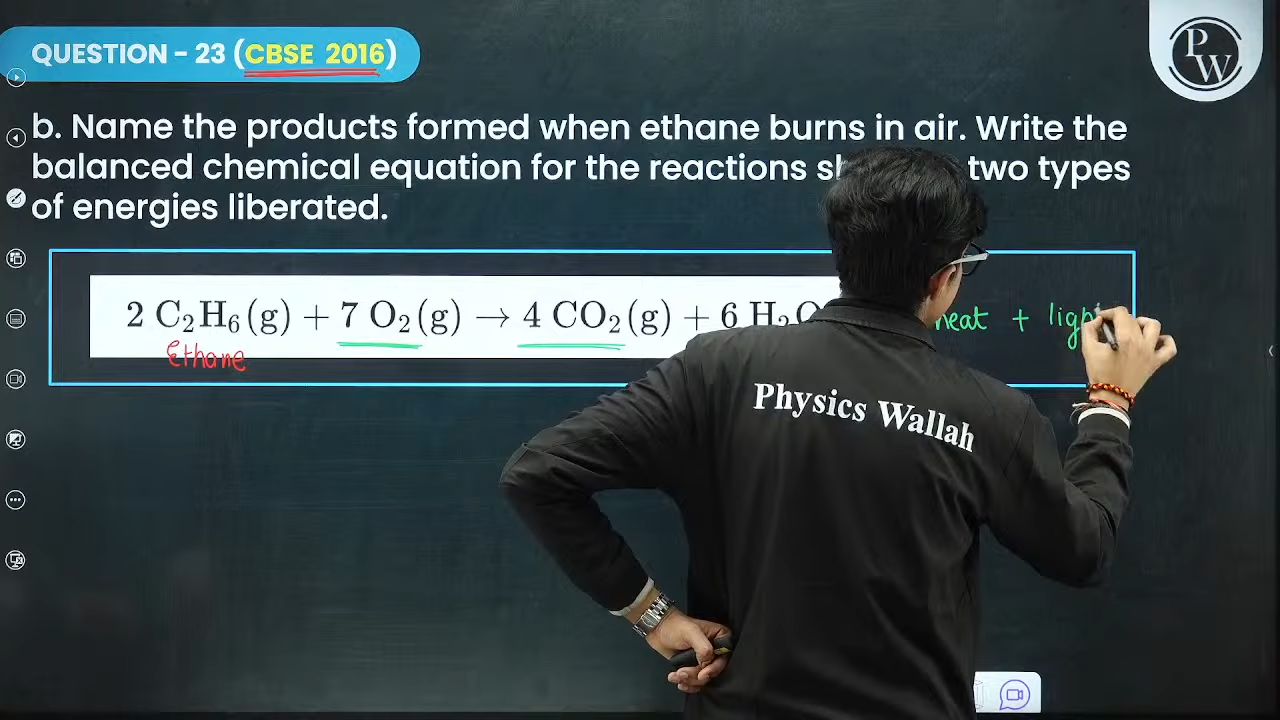 QUESTION - 23 (CBSE 2016)
PW
b. Name the products formed when ethane burns in air. Write the
balanced chemical equation for the reactions two types
of energies liberated.
2 C₂H₆(g) + 7 O₂(g) → 4 CO₂(g) + 6 H₂O heat + light
Ethane
Physics Wallah